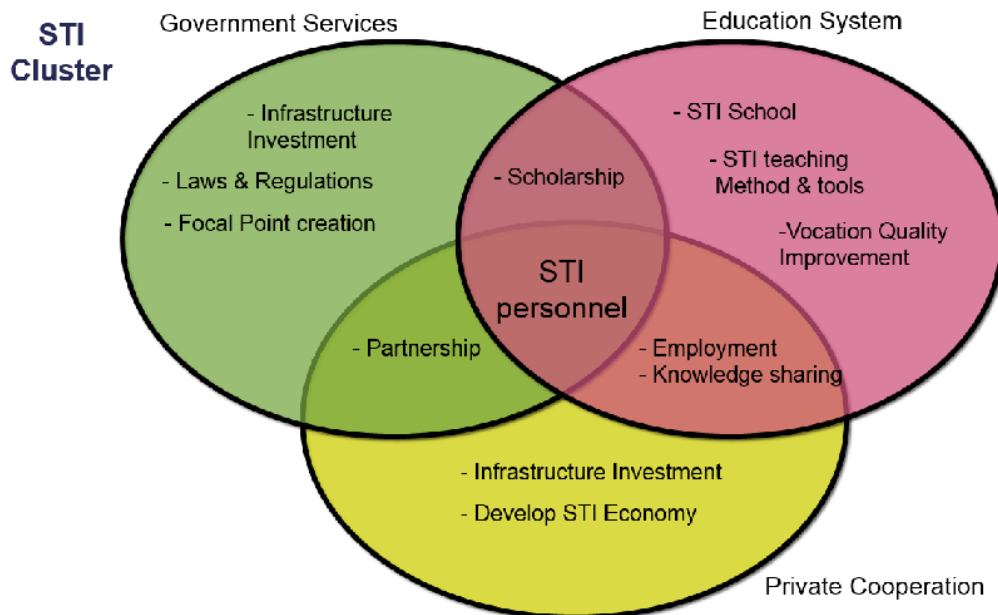 Government Services
Education System
STI
Cluster
- Infrastructure
Investment
- Laws & Regulations
- Focal Point creation
- Scholarship
- STI School
- STI teaching
Method & tools
-Vocation Quality
Improvement
STI
personnel
- Partnership
- Employment
- Knowledge sharing
- Infrastructure Investment
- Develop STI Economy
Private Cooperation